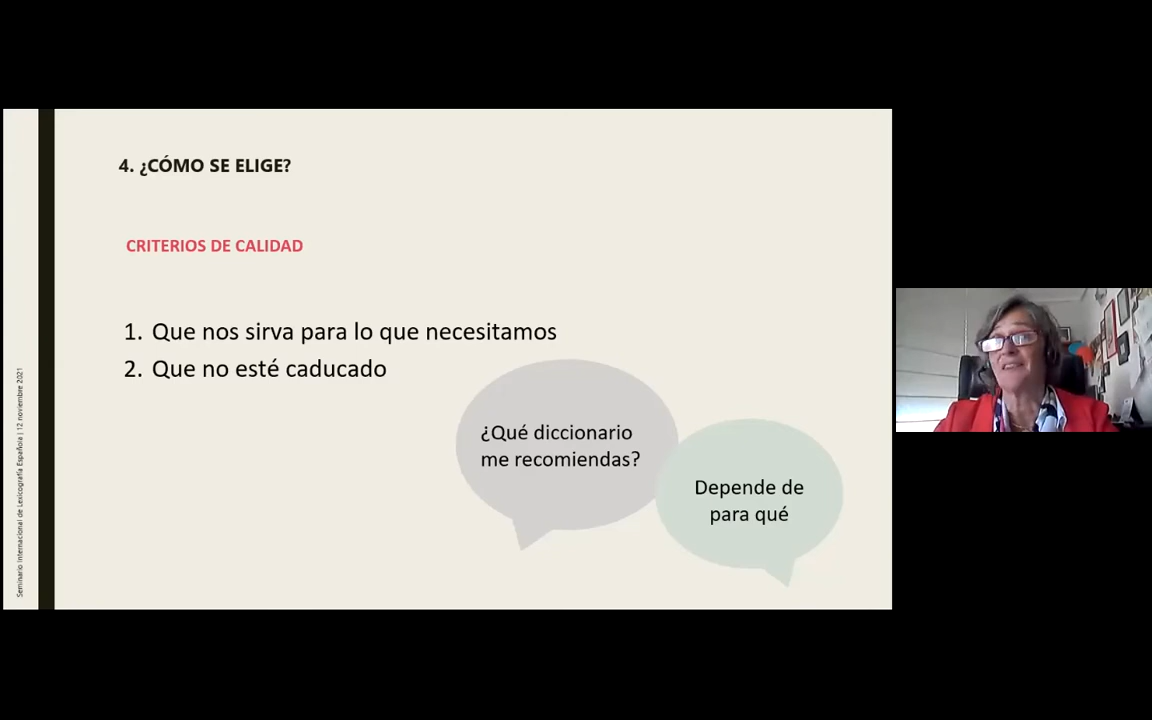 4. ¿CÓMO SE ELIGE?
CRITERIOS DE CALIDAD
1. Que nos sirva para lo que necesitamos
2. Que no esté caducado
¿Qué diccionario
me recomiendas?
Depende de
para qué
Seminario Internacional de Lexicografía Española | 12 noviembre 2021